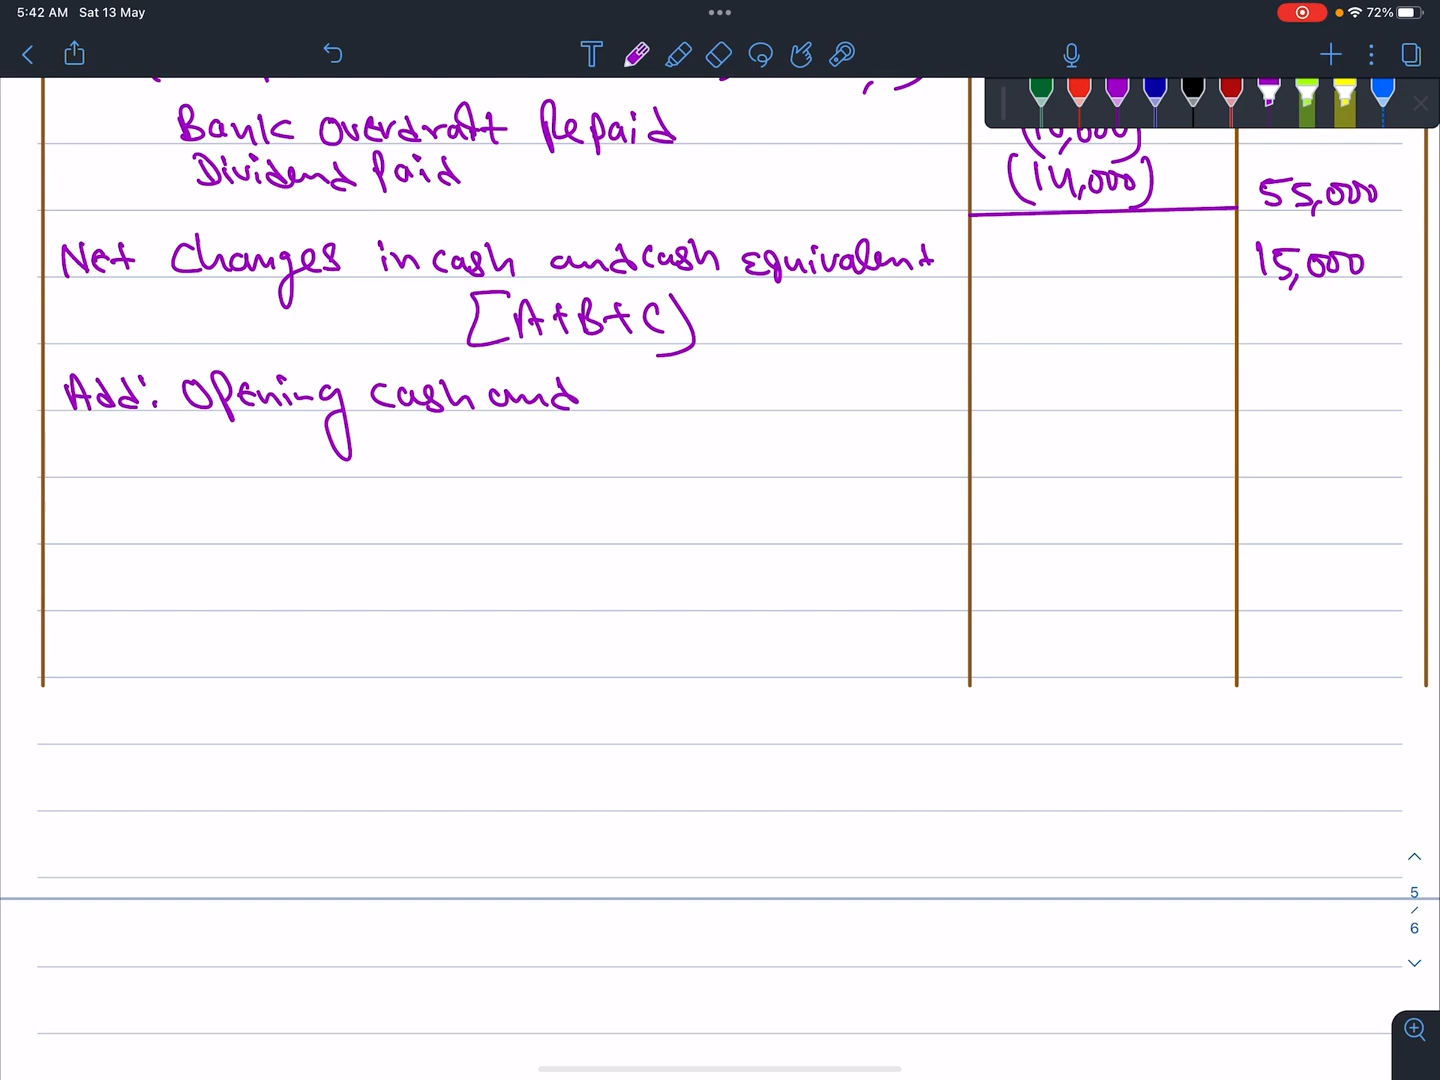 5:42 AM Sat 13 May
72%
T
Bank overdraft Repaid
Dividend Paid (14,000) 55,000
Net changes in cash and cash equivalent 15,000
[A+B+C)
Add:. Opening cash and
5
/
6